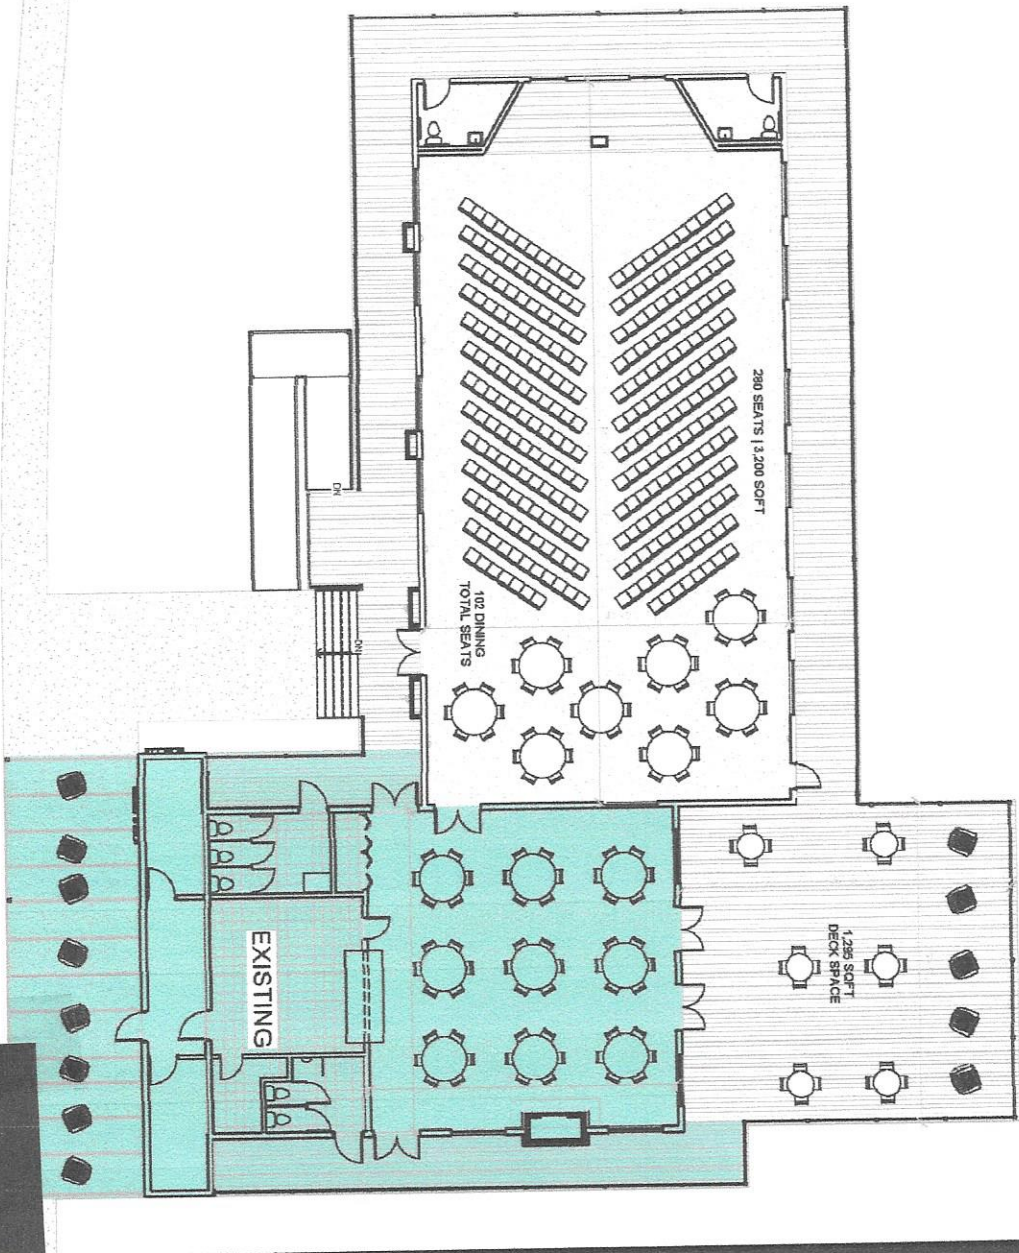 280 SEATS | 3,200 SQFT
102 DINING
TOTAL SEATS
DN
DN
1,295 SQFT
DECK SPACE
EXISTING